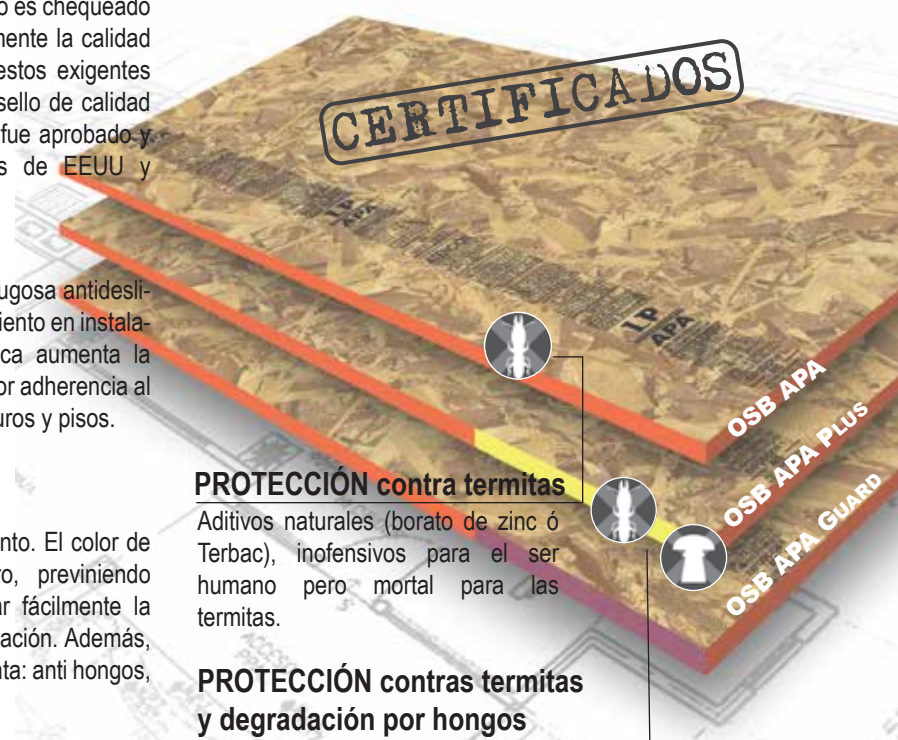 o es chequeado
mente la calidad
estos exigentes
sello de calidad
fue aprobado y
s de EEUU y
ugosa antidesli-
iento en instala-
ca aumenta la
or adherencia al
uros y pisos.
nto. El color de
ro, previniendo
ar fácilmente la
ación. Además,
nta: anti hongos,
CERTIFICADOS
LP
APA
OSB APA
OSB APA PLUS
OSB APA GUARD
PROTECCIÓN contra termitas
Aditivos naturales (borato de zinc ó
Terbac), inofensivos para el ser
humano pero mortal para las
termitas.
PROTECCIÓN contras termitas
y degradación por hongos